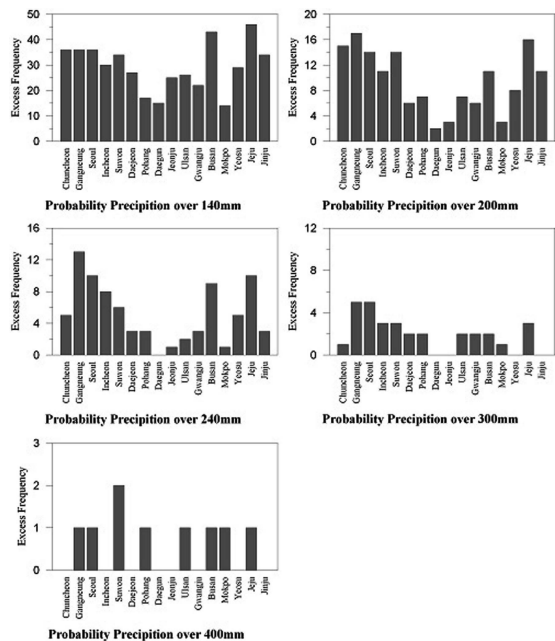 50
40
30
20
10
0
Excess Frequency
Chuncheon
Gangneung
Seoul
Incheon
Suwon
Daejeon
Pohang
Daegun
Jeonju
Ulsan
Gwangju
Busan
Mokpo
Yeosu
Jeju
Jinju
Probability Precipition over 140mm
20
16
12
8
4
0
Excess Frequency
Chuncheon
Gangneung
Seoul
Incheon
Suwon
Daejeon
Pohang
Daegun
Jeonju
Ulsan
Gwangju
Busan
Mokpo
Yeosu
Jeju
Jinju
Probability Precipition over 200mm
16
12
8
4
0
Excess Frequency
Chuncheon
Gangneung
Seoul
Incheon
Suwon
Daejeon
Pohang
Daegun
Jeonju
Ulsan
Gwangju
Busan
Mokpo
Yeosu
Jeju
Jinju
Probability Precipition over 240mm
12
8
4
0
Excess Frequency
Chuncheon
Gangneung
Seoul
Incheon
Suwon
Daejeon
Pohang
Daegun
Jeonju
Ulsan
Gwangju
Busan
Mokpo
Yeosu
Jeju
Jinju
Probability Precipition over 300mm
3
2
1
0
Excess Frequency
Chuncheon
Gangneung
Seoul
Suwon
Daejeon
Pohang
Daegun
Jeonju
Ulsan
Gwangju
Busan
Mokpo
Yeosu
Jeju
Jinju
Probability Precipition over 400mm